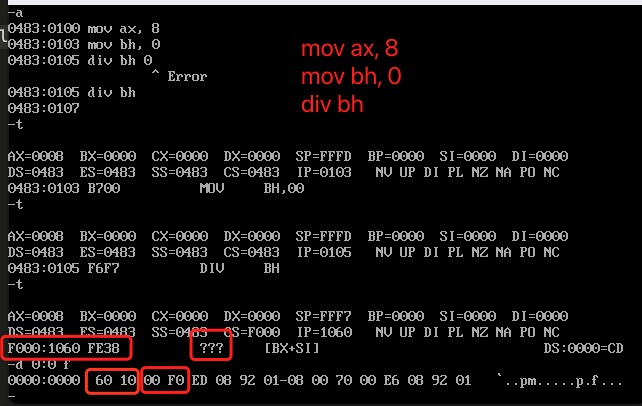 -a
0483:0100 mov ax, 8
0483:0103 mov bh, 0
0483:0105 div bh 0
^ Error
0483:0105 div bh
0483:0107
-t
mov ax, 8
mov bh, 0
div bh
AX=0008 BX=0000 CX=0000 DX=0000 SP=FFFD BP=0000 SI=0000 DI=0000
DS=0483 ES=0483 SS=0483 CS=0483 IP=0103 NV UP DI PL NZ NA PO NC
0483:0103 B700 MOV BH,00
-t
AX=0008 BX=0000 CX=0000 DX=0000 SP=FFFD BP=0000 SI=0000 DI=0000
DS=0483 ES=0483 SS=0483 CS=0483 IP=0105 NV UP DI PL NZ NA PO NC
0483:0105 F6F7 DIV BH
-t
AX=0008 BX=0000 CX=0000 DX=0000 SP=FFF7 BP=0000 SI=0000 DI=0000
DS=0483 ES=0483 SS=0483 CS=F000 IP=1060 NV UP DI PL NZ NA PO NC
F000:1060 FE38 ??? [BX+SI] DS:0000=CD
-d 0:0 f
0000:0000 60 10 00 F0 ED 08 92 01-08 00 70 00 E6 08 92 01 `..pm.....p.f...
-